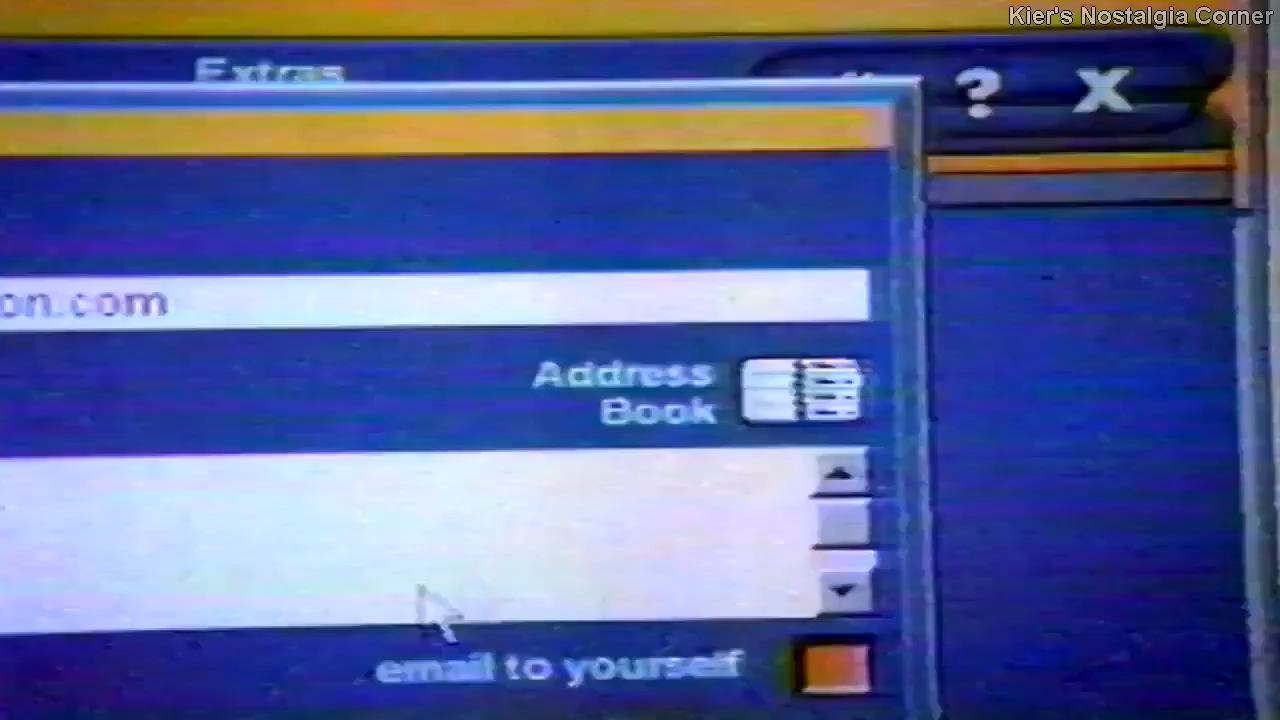 Kier's Nostalgia Corner
Extras
? X
on.com
Address
Book
email to yourself